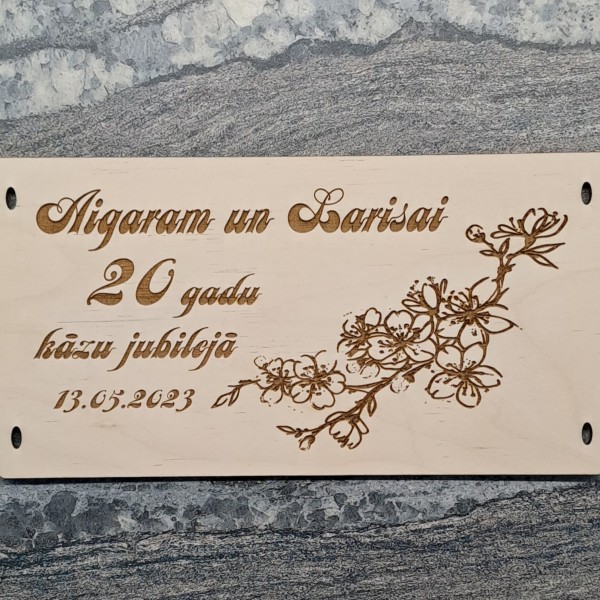 Aigaram un Larisai
20 gadu
kāzu jubilejā
13.05.2023